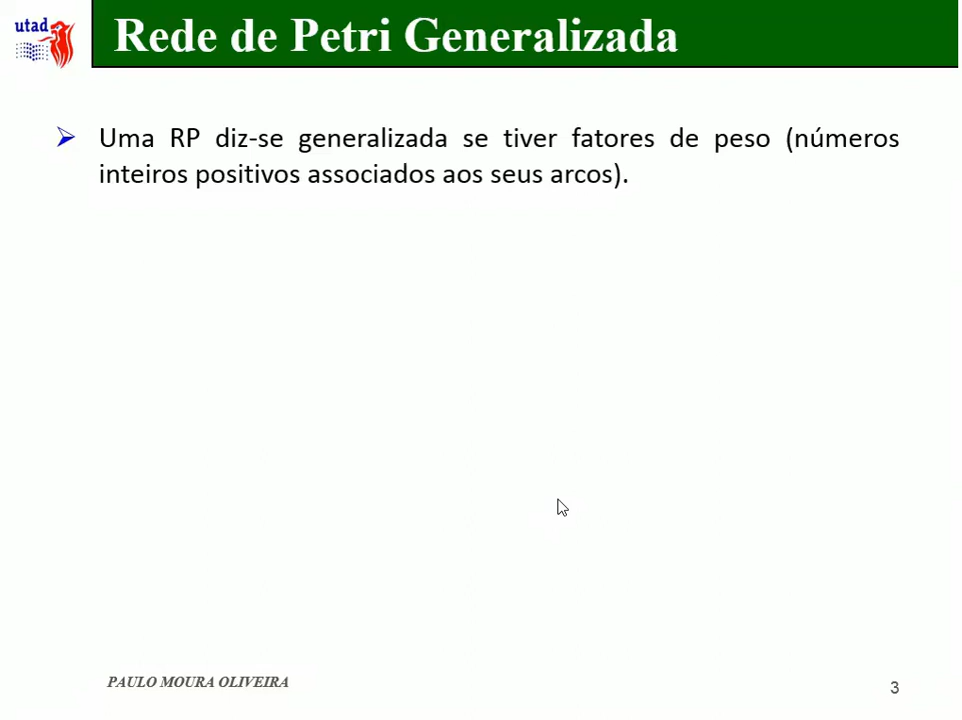 utad
Rede de Petri Generalizada
Uma RP diz-se generalizada se tiver fatores de peso (números
inteiros positivos associados aos seus arcos).
PAULO MOURA OLIVEIRA
3